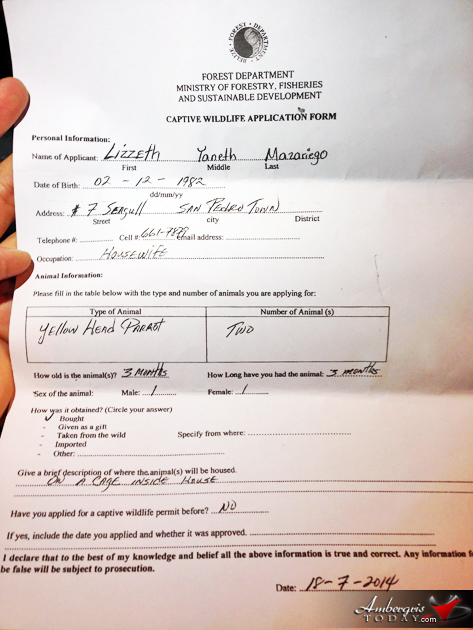 FOREST DEPARTMENT
BELIZE
FOREST DEPARTMENT
MINISTRY OF FORESTRY, FISHERIES
AND SUSTAINABLE DEVELOPMENT
CAPTIVE WILDLIFE APPLICATION FORM
Personal Information:
Name of Applicant: Lizzeth Yaneth Mazariego
First Middle Last
Date of Birth: 02 - 12 - 1982
dd/mm/yy
Address: # 7 Seagull San Pedro Town
Street city District
Telephone #: Cell #: 661-7879 email address:
Occupation: Housewife
Animal Information:
Please fill in the table below with the type and number of animals you are applying for:
Type of Animal Number of Animal (s)
Yellow Head Parrot Two
How old is the animal(s)? 3 months How Long have you had the animal: 3 months
Sex of the animal: Male: 1 Female: 1
How was it obtained? (Circle your answer)
Bought
- Given as a gift
- Taken from the wild Specify from where:
- Imported
- Other:
Give a brief description of where the animal(s) will be housed.
On a cage inside house
Have you applied for a captive wildlife permit before? No
If yes, include the date you applied and whether it was approved.
I declare that to the best of my knowledge and belief all the above information is true and correct. Any information f
be false will be subject to prosecution.
Date: 18-7-2014
Ambergris
TODAY.com